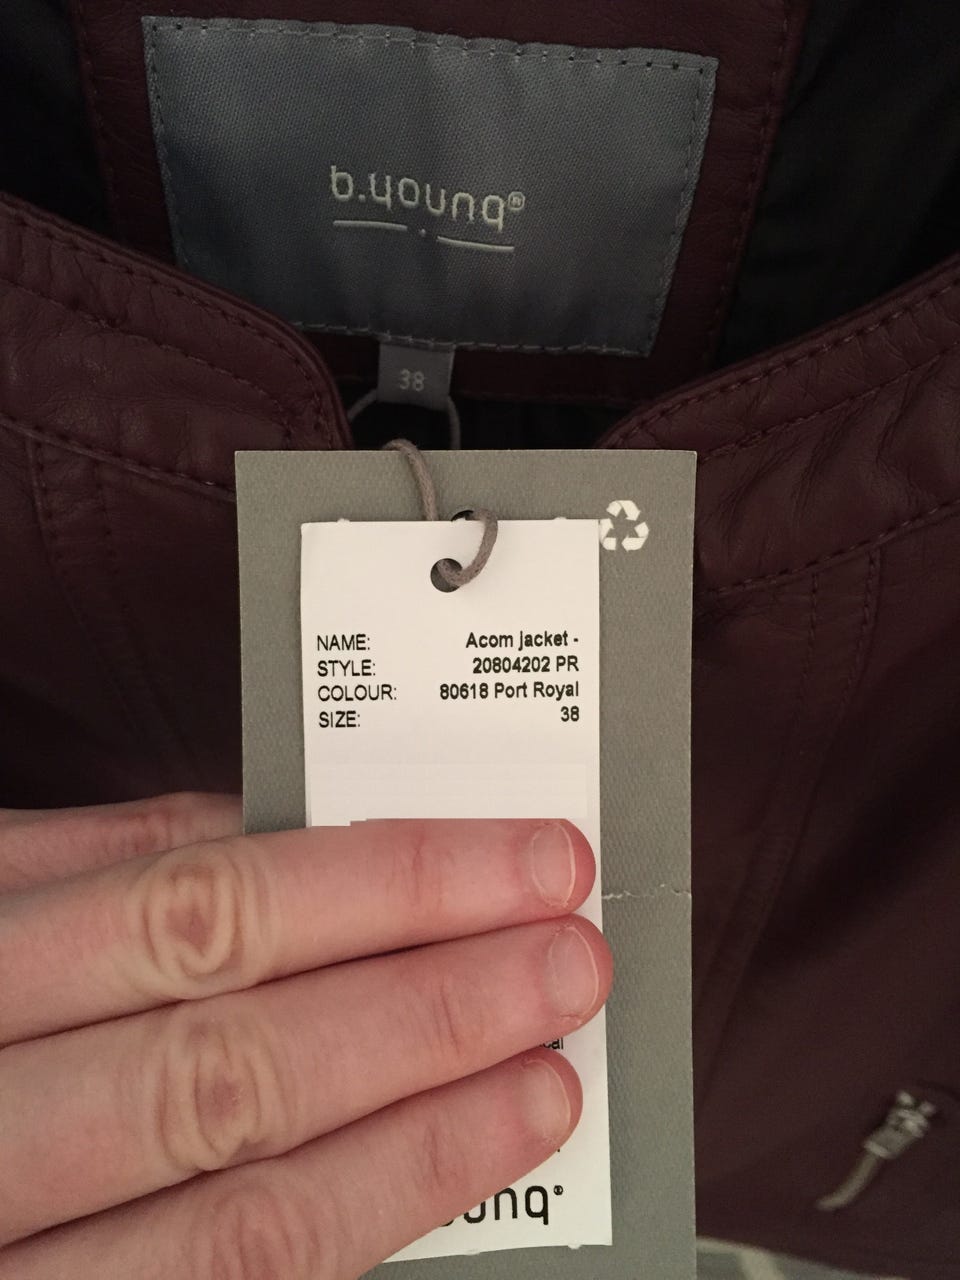 b.young®
38
NAME: Acom jacket -
STYLE: 20804202 PR
COLOUR: 80618 Port Royal
SIZE: 38